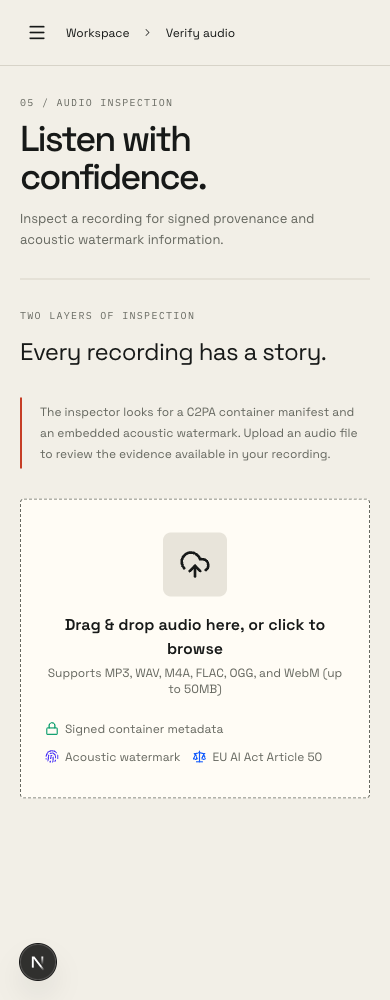 Workspace > Verify audio
05 / AUDIO INSPECTION
Listen with
confidence.
Inspect a recording for signed provenance and
acoustic watermark information.
TWO LAYERS OF INSPECTION
Every recording has a story.
The inspector looks for a C2PA container manifest and
an embedded acoustic watermark. Upload an audio file
to review the evidence available in your recording.
Drag & drop audio here, or click to
browse
Supports MP3, WAV, M4A, FLAC, OGG, and WebM (up
to 50MB)
Signed container metadata
Acoustic watermark EU AI Act Article 50
N